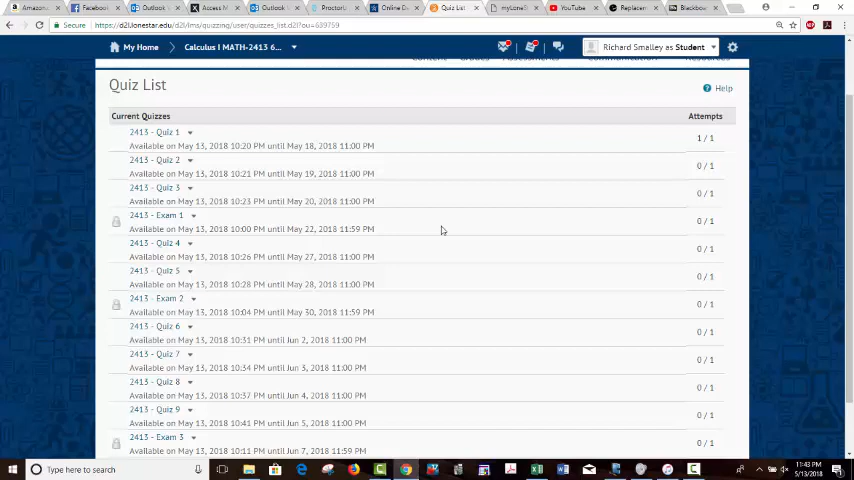 Amazon
Facebook
Outlook
Access M
Outlook
Proctorli
Online De
Quiz List
myLoneS
YouTube
Replacem
Blackboa
Secure
https://d2l.lonestar.edu/d2l/lms/quizzing/user/quizzes_list.d2l?ou=639759
My Home
Calculus I MATH-2413 6...
Richard Smalley as Student
Quiz List
Help
Current Quizzes Attempts
2413 - Quiz 1
1 / 1
Available on May 13, 2018 10:20 PM until May 18, 2018 11:00 PM
2413 - Quiz 2
0 / 1
Available on May 13, 2018 10:21 PM until May 19, 2018 11:00 PM
2413 - Quiz 3
0 / 1
Available on May 13, 2018 10:23 PM until May 20, 2018 11:00 PM
2413 - Exam 1
0 / 1
Available on May 13, 2018 10:00 PM until May 22, 2018 11:59 PM
2413 - Quiz 4
0 / 1
Available on May 13, 2018 10:26 PM until May 27, 2018 11:00 PM
2413 - Quiz 5
0 / 1
Available on May 13, 2018 10:28 PM until May 28, 2018 11:00 PM
2413 - Exam 2
0 / 1
Available on May 13, 2018 10:04 PM until May 30, 2018 11:59 PM
2413 - Quiz 6
0 / 1
Available on May 13, 2018 10:31 PM until Jun 2, 2018 11:00 PM
2413 - Quiz 7
0 / 1
Available on May 13, 2018 10:34 PM until Jun 3, 2018 11:00 PM
2413 - Quiz 8
0 / 1
Available on May 13, 2018 10:37 PM until Jun 4, 2018 11:00 PM
2413 - Quiz 9
0 / 1
Available on May 13, 2018 10:41 PM until Jun 5, 2018 11:00 PM
2413 - Exam 3
0 / 1
Available on May 13, 2018 10:11 PM until Jun 7, 2018 11:59 PM
Type here to search
11:43 PM
5/13/2018